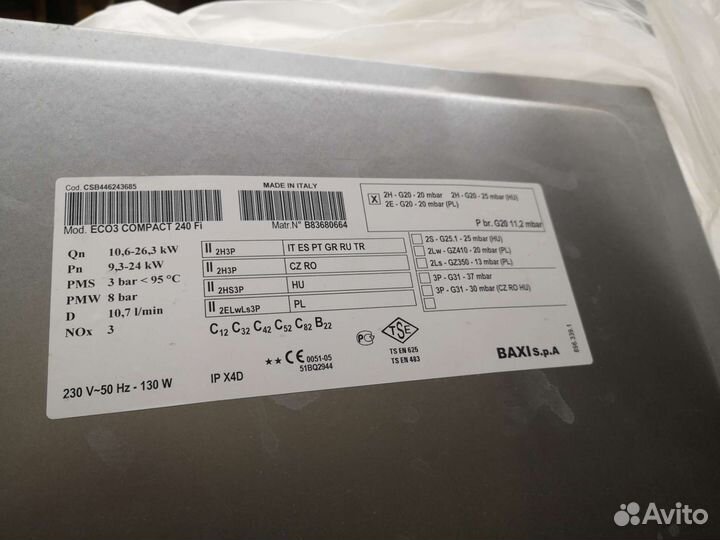 Cod. CSB446243685
MADE IN ITALY
Mod. ECO3 COMPACT 240 Fi
Matr.N° B83680664
X 2H - G20 - 20 mbar 2H - G20 - 25 mbar (HU)
2E - G20 - 20 mbar (PL)
P br. G20 11,2 mbar
Qn 10,6-26,3 kW
Pn 9,3-24 kW
PMS 3 bar < 95 °C
PMW 8 bar
D 10,7 l/min
NOx 3
II 2H3P IT ES PT GR RU TR
II 2H3P CZ RO
II 2HS3P HU
II 2ELwLs3P PL
2S - G25.1 - 25 mbar (HU)
2Lw - GZ410 - 20 mbar (PL)
2Ls - GZ350 - 13 mbar (PL)
3P - G31 - 37 mbar
3P - G31 - 30 mbar (CZ RO HU)
C12 C32 C42 C52 C82 B22
★★ CE 0051-05
51BQ2944
РСТ
TSE
TS EN 625
TS EN 483
BAXI S.p.A
898.339.1
230 V~50 Hz - 130 W
IP X4D
Avito